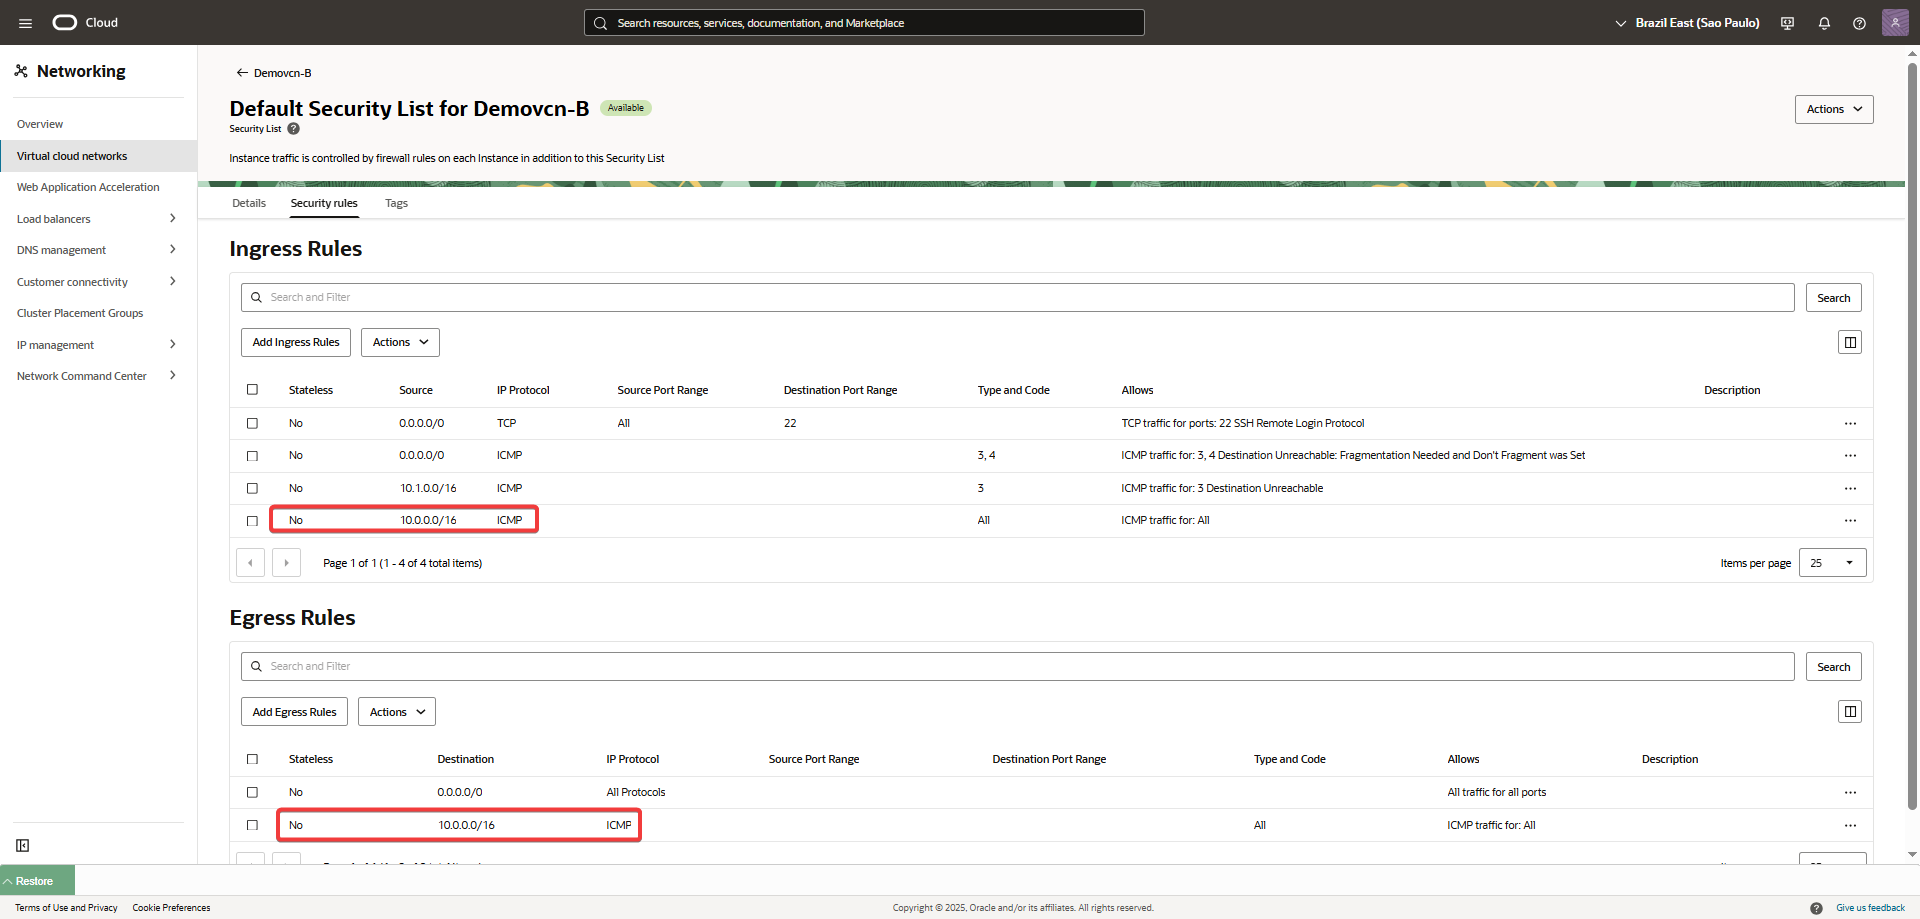 Cloud
Search resources, services, documentation, and Marketplace
Brazil East (Sao Paulo)
Networking
Overview
Virtual cloud networks
Web Application Acceleration
Load balancers
DNS management
Customer connectivity
Cluster Placement Groups
IP management
Network Command Center
Demovcn-B
Default Security List for Demovcn-B Available
Actions
Security List
Instance traffic is controlled by firewall rules on each Instance in addition to this Security List
Details Security rules Tags
Ingress Rules
Search and Filter Search
Add Ingress Rules Actions
Stateless Source IP Protocol Source Port Range Destination Port Range Type and Code Allows Description
No 0.0.0.0/0 TCP All 22 TCP traffic for ports: 22 SSH Remote Login Protocol
No 0.0.0.0/0 ICMP 3, 4 ICMP traffic for: 3, 4 Destination Unreachable: Fragmentation Needed and Don't Fragment was Set
No 10.1.0.0/16 ICMP 3 ICMP traffic for: 3 Destination Unreachable
No 10.0.0.0/16 ICMP All ICMP traffic for: All
Page 1 of 1 (1 - 4 of 4 total items) Items per page 25
Egress Rules
Search and Filter Search
Add Egress Rules Actions
Stateless Destination IP Protocol Source Port Range Destination Port Range Type and Code Allows Description
No 0.0.0.0/0 All Protocols All traffic for all ports
No 10.0.0.0/16 ICMP All ICMP traffic for: All
Restore
Terms of Use and Privacy Cookie Preferences Copyright © 2025, Oracle and/or its affiliates. All rights reserved. Give us feedback